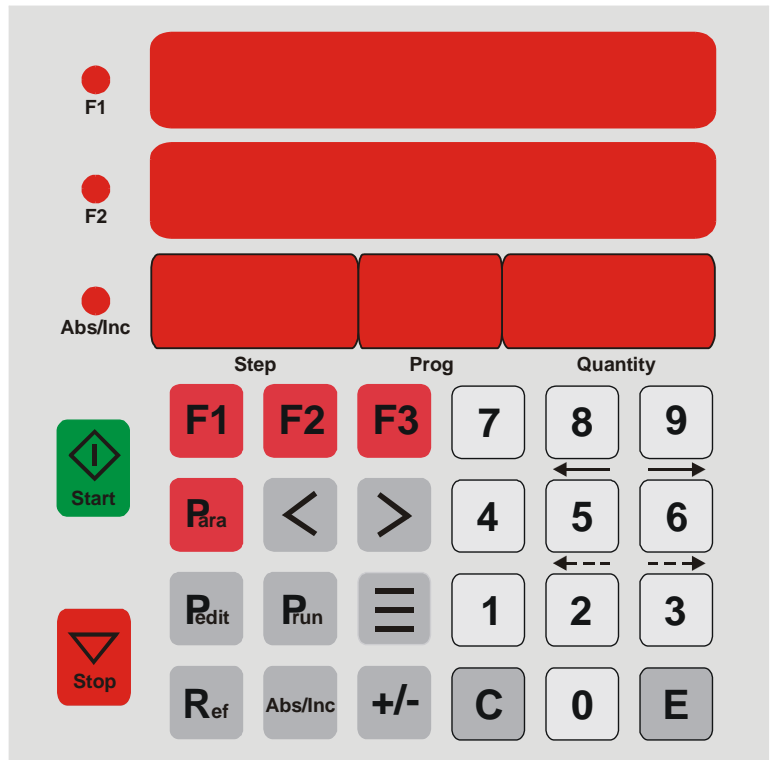 F1
F2
Abs/Inc
Step Prog Quantity
F1 F2 F3 7 8 9
Start
Para < > 4 5 6
Pedit Prun 1 2 3
Stop
Ref Abs/Inc +/- C 0 E